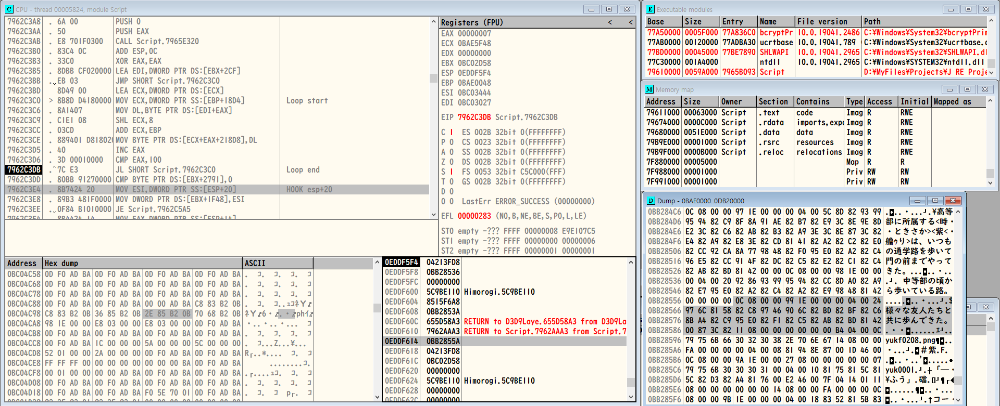 CPU - thread 00005824, module Script
7962C3A8 . 6A 00 PUSH 0
7962C3AA . 50 PUSH EAX
7962C3AB . E8 701F0300 CALL Script.7965E320
7962C3B0 . 83C4 0C ADD ESP,0C
7962C3B3 . 33C0 XOR EAX,EAX
7962C3B5 . 8DBB CF020000 LEA EDI,DWORD PTR DS:[EBX+2CF]
7962C3BB . EB 03 JMP SHORT Script.7962C3C0
7962C3BD 8D49 00 LEA ECX,DWORD PTR DS:[ECX]
7962C3C0 > 8B8D D4180000 MOV ECX,DWORD PTR SS:[EBP+18D4] Loop start
7962C3C6 . 8A1407 MOV DL,BYTE PTR DS:[EDI+EAX]
7962C3C9 . C1E1 08 SHL ECX,8
7962C3CC . 03CD ADD ECX,EBP
7962C3CE . 889401 D81802 MOV BYTE PTR DS:[ECX+EAX+218D8],DL
7962C3D5 . 40 INC EAX
7962C3D6 . 3D 00010000 CMP EAX,100
7962C3DB . 7C E3 JL SHORT Script.7962C3C0 Loop end
7962C3DD . 80BB 91270000 CMP BYTE PTR DS:[EBX+2791],0
7962C3E4 . 8B7424 20 MOV ESI,DWORD PTR SS:[ESP+20] HOOK esp+20
7962C3E8 . 89B3 481F0000 MOV DWORD PTR DS:[EBX+1F48],ESI
7962C3EE . 0F84 B1010000 JE Script.7962C5A5
Registers (FPU) < <
EAX 00000007
ECX 0BAE5F48
EDX 00000000
EBX 0BC02D58
ESP 0EDDF5F4
EBP 0BAE0048
ESI 0BC03444
EDI 0BC03027
EIP 7962C3DB Script.7962C3DB
C 1 ES 002B 32bit 0(FFFFFFFF)
P 0 CS 0023 32bit 0(FFFFFFFF)
A 0 SS 002B 32bit 0(FFFFFFFF)
Z 0 DS 002B 32bit 0(FFFFFFFF)
S 1 FS 0053 32bit C5C000(FFF)
T 0 GS 002B 32bit 0(FFFFFFFF)
D 0
O 0 LastErr ERROR_SUCCESS (00000000)
EFL 00000283 (NO,B,NE,BE,S,PO,L,LE)
ST0 empty -??? FFFF 00000008 E9E107C5
ST1 empty -??? FFFF 00000000 00000006
ST2 empty -??? FFFF 00000001 00000001
Address Hex dump ASCII
0BC04C58 0D F0 AD BA 0D F0 AD BA 0D F0 AD BA 0D F0 AD BA
0BC04C68 0D F0 AD BA 0D F0 AD BA 0D F0 AD BA 0D F0 AD BA
0BC04C78 0D F0 AD BA 0D F0 AD BA 0D F0 AD BA 0D F0 AD BA
0BC04C88 0D F0 AD BA 0D F0 AD BA 00 00 AD BA C8 83 B2 0B
0BC04C98 C8 83 B2 0B 36 85 B2 0B 2E 85 B2 0B 70 68 B2 0B
0BC04CA8 98 1E 00 00 E8 03 00 00 E8 03 00 00 0D F0 AD BA
0BC04CB8 0D F0 AD BA 0D F0 AD BA 0D F0 AD BA 0D F0 AD BA
0BC04CC8 0D F0 AD BA 1C 00 00 00 5A 00 00 00 5C 00 00 00
0BC04CD8 52 01 00 00 2A 00 00 00 0D F0 AD BA 0D F0 AD BA
0BC04CE8 FF FF FF 00 00 00 00 00 00 00 00 BA 0D F0 AD BA
0BC04CF8 00 01 00 00 00 00 AD BA 0D F0 AD BA 0D F0 AD BA
0BC04D08 0D F0 AD BA 0D F0 AD BA 0D F0 AD BA 0D F0 AD BA
0BC04D18 0D F0 AD BA 0D F0 AD BA F0 5E 70 01 0D F0 AD BA
0EDDF5F4 04213FD8
0EDDF5F8 0BB28536
0EDDF5FC 00000000
0EDDF600 5C9BE110 Himorogi.5C9BE110
0EDDF604 8515F6A8
0EDDF608 0BB2853A
0EDDF60C 655D58A3 RETURN to D3D9Laye.655D58A3 from D3D9La
0EDDF610 7962AAA3 RETURN to Script.7962AAA3 from Script.7
0EDDF614 0BB2855A
0EDDF618 04213FD8
0EDDF61C 0BC02D58
0EDDF620 00000000
0EDDF624 5C9BE110 Himorogi.5C9BE110
0EDDF628 00000000
0EDDF62C 00000000
Executable modules
Base Size Entry Name File version Path
77A50000 0005F000 77A836C0 bcryptPr 10.0.19041.2486 C:¥Windows¥System32¥bcryptPrim
77AB0000 00120000 77ADBA30 ucrtbase 10.0.19041.789 C:¥Windows¥System32¥ucrtbase.d
77BD0000 00045000 77BE7890 SHLWAPI 10.0.19041.2965 C:¥Windows¥System32¥SHLWAPI.dl
77C30000 001A4000 ntdll 10.0.19041.2965 C:¥Windows¥SYSTEM32¥ntdll.dll
79610000 0059A000 7965B093 Script D:¥MyFiles¥Projects¥J RE Proje
Memory map
Address Size Owner Section Contains Type Access Initial Mapped as
79611000 00063000 Script .text code Imag R RWE
79674000 0000C000 Script .rdata imports,expo Imag R RWE
79680000 0051E000 Script .data data Imag R RWE
79B9E000 00001000 Script .rsrc resources Imag R RWE
79B9F000 0000B000 Script .reloc relocations Imag R RWE
7F880000 00005000 Map R R
7F988000 00001000 Priv RW RW
7F991000 00001000 Priv RW RW
Dump - 0BAE0000..0DB20000
0BB284C6 0C 08 00 00 97 1E 00 00 00 04 00 5C 8D 82 93 99 ¥高等
0BB284D6 95 94 82 C9 8F 8A 91 AE 82 B7 82 E9 3C 8E 9E 8D 部に所属する<時・
0BB284E6 E2 3C 82 C6 82 AB 82 B3 82 A9 3E 3C 8E 87 3C 82 ・ときさか><紫<・
0BB284F6 E4 82 A9 82 E8 3E 82 CD 81 41 82 A2 82 C2 82 E0 り>は、いつも
0BB28506 82 CC 92 CA 8A 77 98 48 82 F0 95 E0 82 A2 82 C4 の通学路を歩いて
0BB28516 96 E5 82 CC 91 4F 82 DC 82 C5 82 E2 82 C1 82 C4 門の前までやって
0BB28526 82 AB 82 BD 81 42 00 00 0C 08 00 00 98 1E 00 00 きた。
0BB28536 00 04 00 20 92 86 93 99 95 94 82 CC 8D A0 82 A9 中等部の頃か
0BB28546 82 E7 95 E0 82 A2 82 C4 82 A2 82 E9 98 48 81 42 ら歩いている路。
0BB28556 00 00 00 00 0C 08 00 00 99 1E 00 00 00 04 00 24 $
0BB28566 97 6C 81 58 82 C8 97 46 90 6C 82 BD 82 BF 82 C6 様々な友人たちと
0BB28576 8B A4 82 C9 95 E0 82 F1 82 C5 82 AB 82 BD 81 42 共に歩んできた。
0BB28586 00 87 3C 82 11 08 00 00 00 00 00 00 B4 04 00 0C
0BB28596 79 75 6B 66 30 32 30 38 2E 70 6E 67 14 08 00 00 yukf0208.png
0BB285A6 FA 00 00 00 00 04 00 08 81 94 8E 87 00 1D 46 00 #紫.F.
0BB285B6 0C 08 00 00 9A 1E 00 00 27 08 00 00 00 00 00 07
0BB285C6 79 75 6B 30 30 30 31 00 04 00 10 81 75 81 5C 81 yuk0001. 「―・
0BB285D6 5C 82 D3 82 A4 81 76 00 E2 46 00 7F 04 14 01 11 ¥ふう」
0BB285E6 08 00 00 00 00 00 14 08 00 00 FA 00 00 00 00 0C
0BB285F6 08 00 00 9B 1E 00 00 00 04 00 18 83 52 81 5B 83 コー・